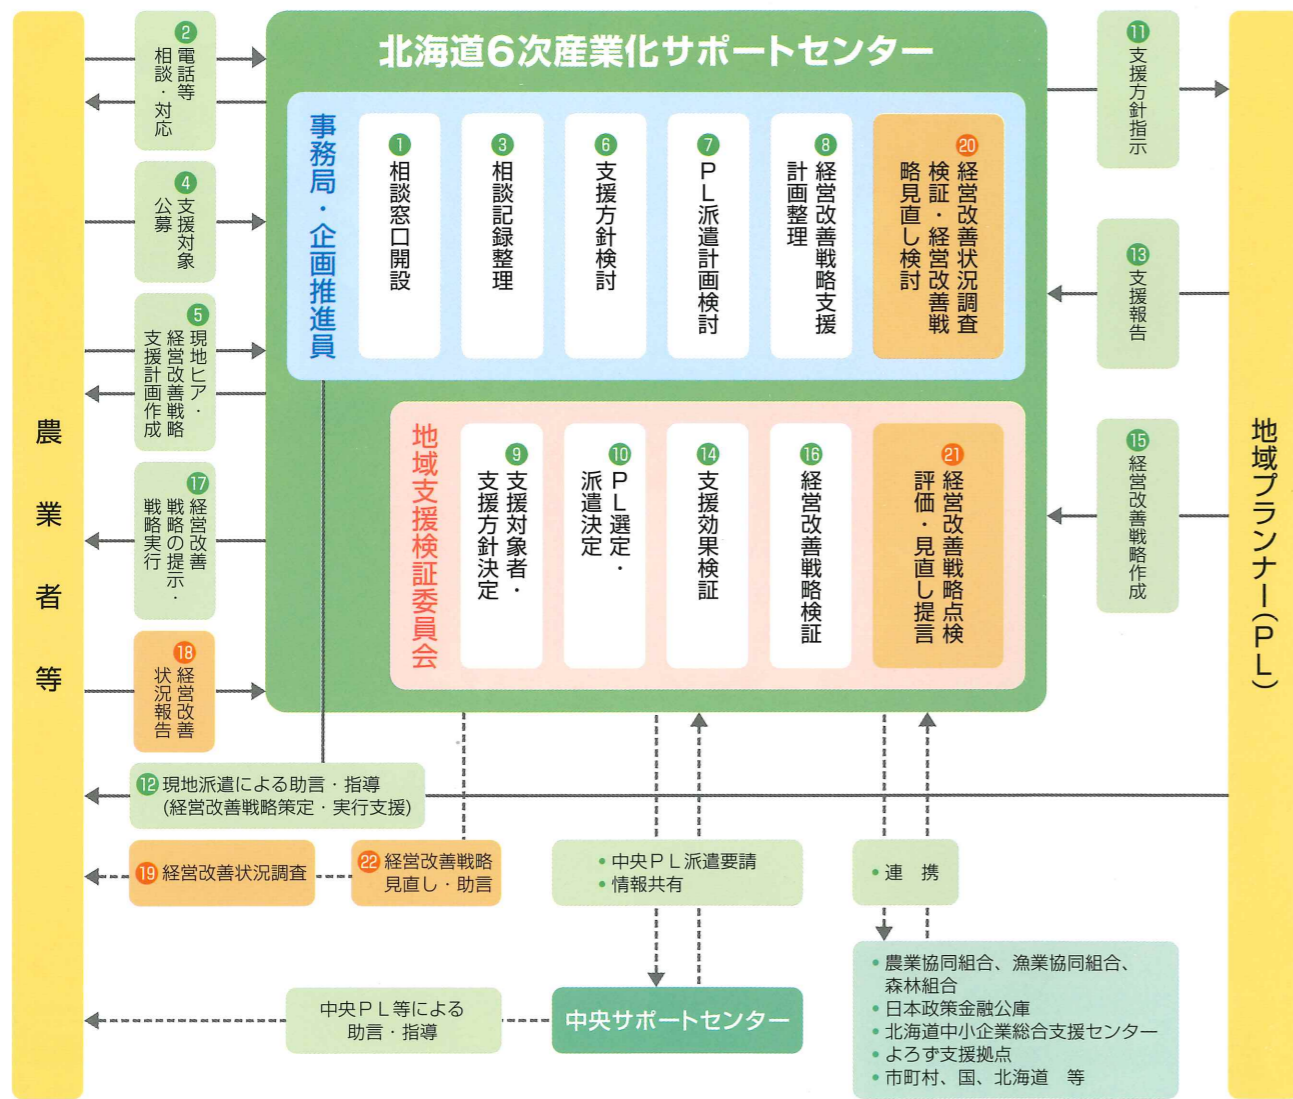 農業者等
② 電話等
相談・対応
④ 支援対象
公募
⑤ 現地ヒア・
経営改善戦略
支援計画作成
⑰ 経営改善
戦略の提示・
戦略実行
⑱ 経営改善
状況報告
北海道6次産業化サポートセンター
事務局・企画推進員
① 相談窓口開設
③ 相談記録整理
⑥ 支援方針検討
⑦ PL派遣計画検討
⑧ 経営改善戦略支援
計画整理
⑳ 経営改善状況調査
検証・経営改善戦
略見直し検討
地域支援検証委員会
⑨ 支援対象者・
支援方針決定
⑩ PL選定・
派遣決定
⑭ 支援効果検証
⑯ 経営改善戦略検証
㉑ 経営改善戦略点検
評価・見直し提言
⑪ 支援方針指示
⑬ 支援報告
⑮ 経営改善戦略作成
地域プランナー(PL)
⑫ 現地派遣による助言・指導
(経営改善戦略策定・実行支援)
⑲ 経営改善状況調査
㉒ 経営改善戦略
見直し・助言
• 中央PL派遣要請
• 情報共有
• 連 携
中央PL等による
助言・指導
中央サポートセンター
• 農業協同組合、漁業協同組合、
森林組合
• 日本政策金融公庫
• 北海道中小企業総合支援センター
• よろず支援拠点
• 市町村、国、北海道 等